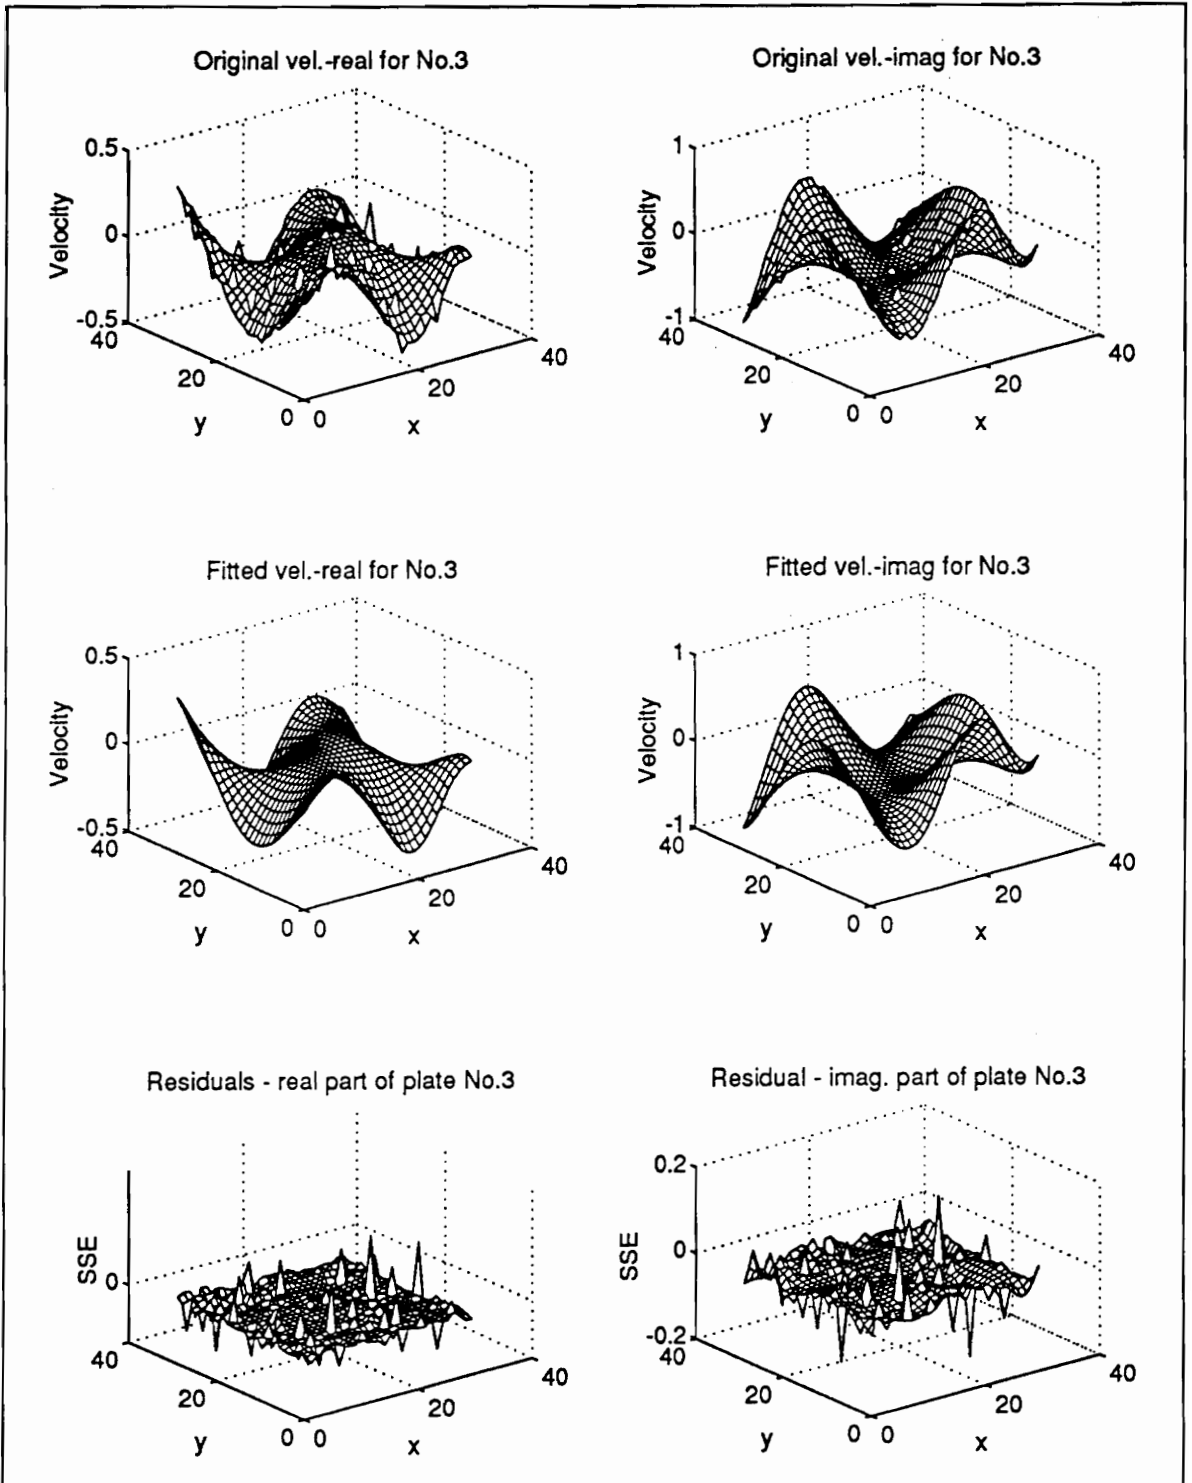 Original vel.-real for No.3
0.5
0
-0.5
Velocity
40
20
0
y
0
20
40
x
Original vel.-imag for No.3
1
0
-1
Velocity
40
20
0
y
0
20
40
x
Fitted vel.-real for No.3
0.5
0
-0.5
Velocity
40
20
0
y
0
20
40
x
Fitted vel.-imag for No.3
1
0
-1
Velocity
40
20
0
y
0
20
40
x
Residuals - real part of plate No.3
0
SSE
40
20
0
y
0
20
40
x
Residual - imag. part of plate No.3
0.2
0
-0.2
SSE
40
20
0
y
0
20
40
x